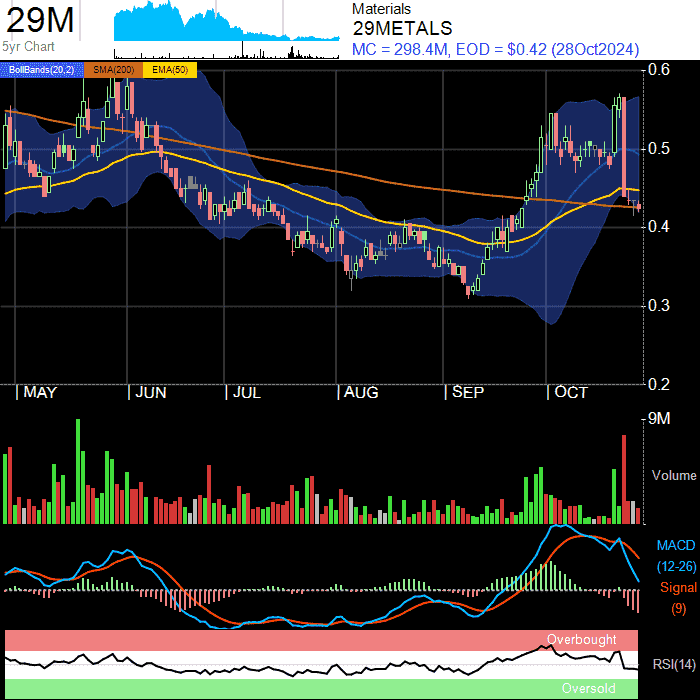 29M
5yr Chart
Materials
29METALS
MC = 298.4M, EOD = $0.42 (28Oct2024)
BollBands(20,2) SMA(200) EMA(50)
0.6
0.5
0.4
0.3
0.2
MAY JUN JUL AUG SEP OCT
9M
Volume
MACD
(12-26)
Signal
(9)
Overbought
RSI(14)
Oversold